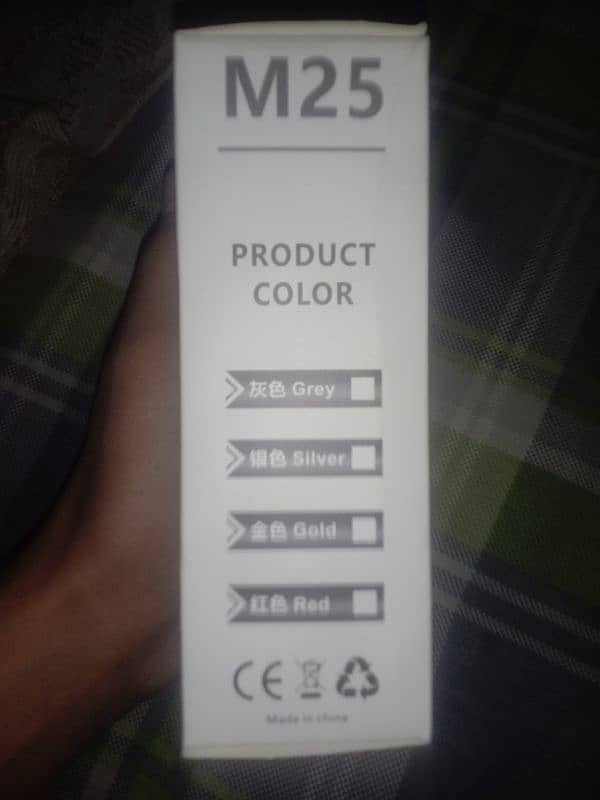 M25
PRODUCT
COLOR
灰色 Grey
银色 Silver
金色 Gold
红色 Red
CE
Made in china